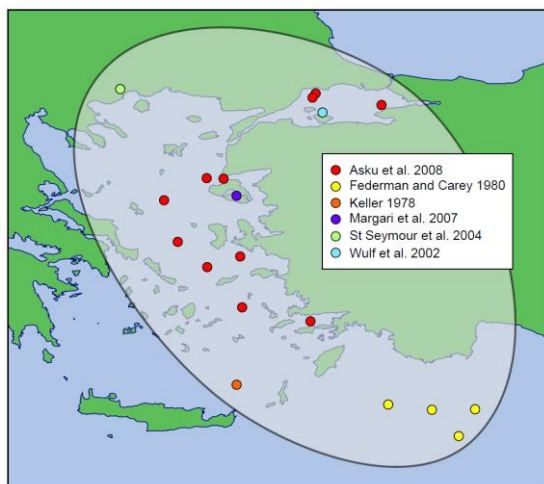 Asku et al. 2008
Federman and Carey 1980
Keller 1978
Margari et al. 2007
St Seymour et al. 2004
Wulf et al. 2002